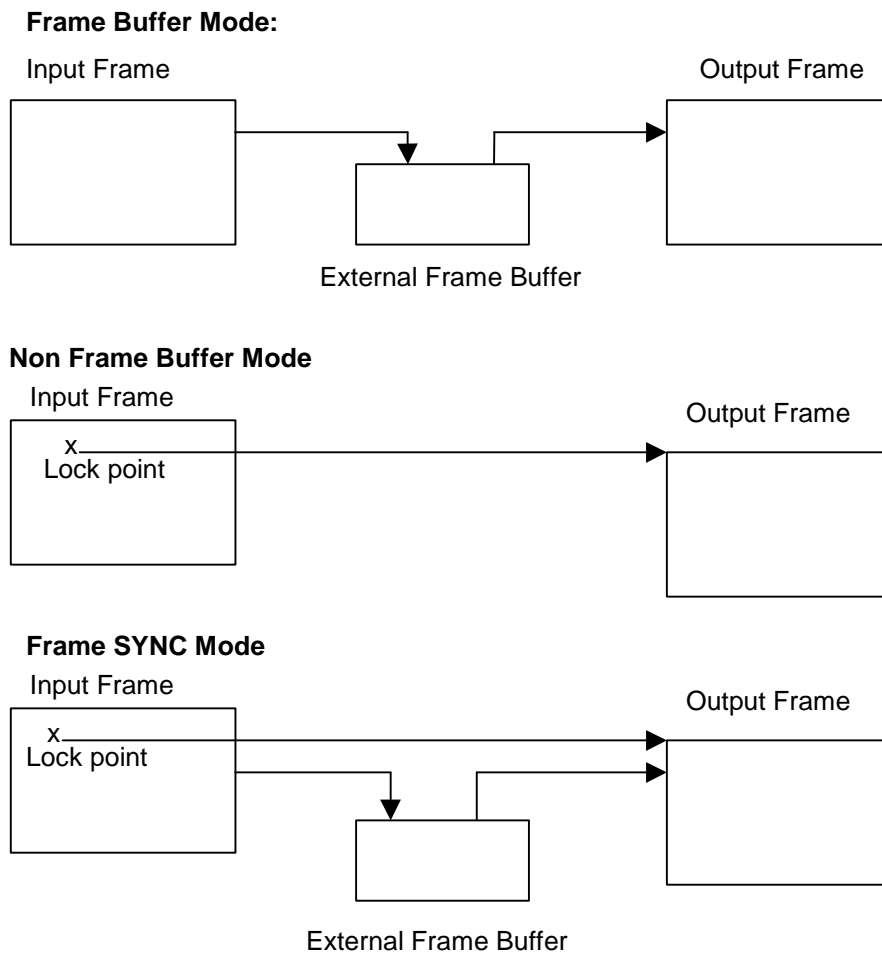 Frame Buffer Mode:
Input Frame
Output Frame
External Frame Buffer
Non Frame Buffer Mode
Input Frame
Output Frame
x
Lock point
Frame SYNC Mode
Input Frame
Output Frame
x
Lock point
External Frame Buffer